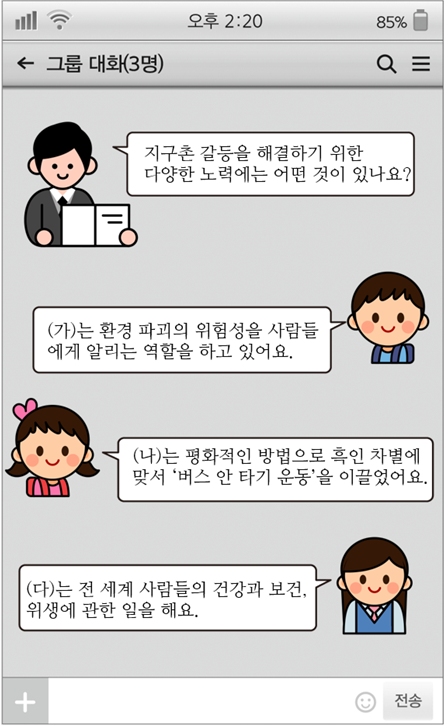 오후 2:20
85%
그룹 대화(3명)
지구촌 갈등을 해결하기 위한
다양한 노력에는 어떤 것이 있나요?
(가)는 환경 파괴의 위험성을 사람들
에게 알리는 역할을 하고 있어요.
(나)는 평화적인 방법으로 흑인 차별에
맞서 ‘버스 안 타기 운동’을 이끌었어요.
(다)는 전 세계 사람들의 건강과 보건,
위생에 관한 일을 해요.
전송